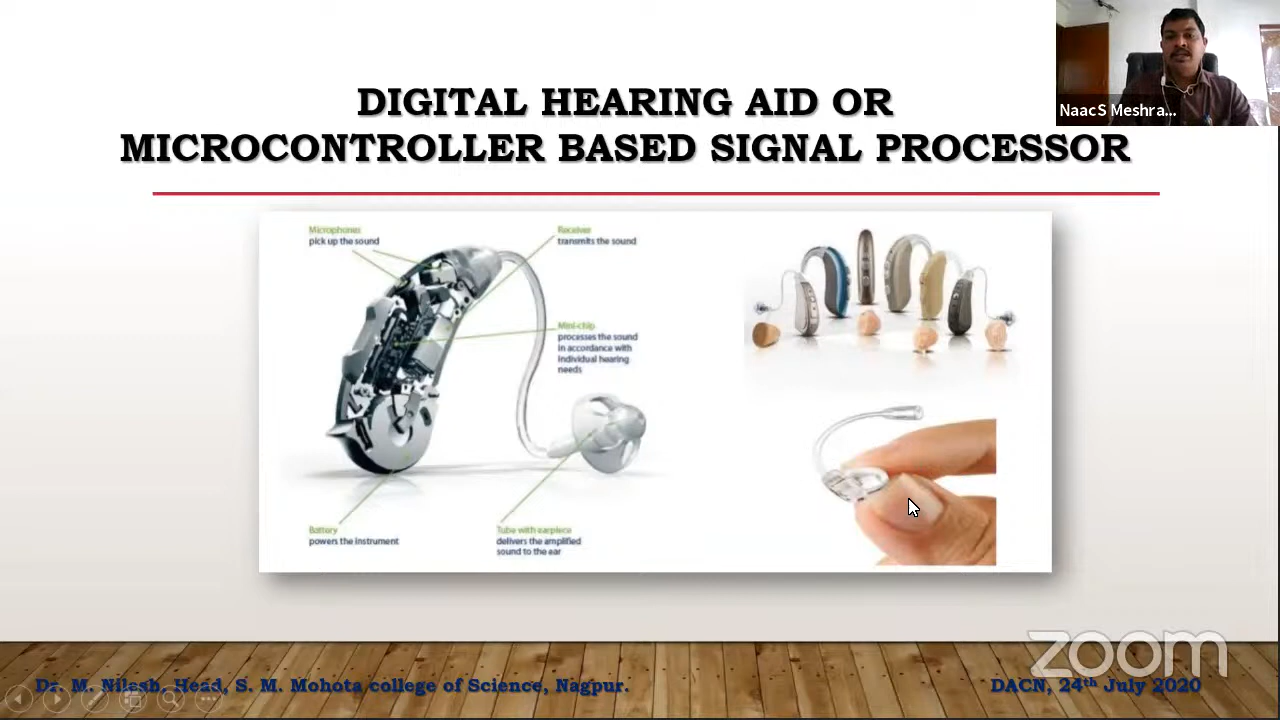 DIGITAL HEARING AID OR
MICROCONTROLLER BASED SIGNAL PROCESSOR
NaacS Meshra...
Microphones
pick up the sound
Receiver
transmits the sound
Mini-chip
processes the sound
in accordance with
individual hearing
needs
Battery
powers the instrument
Tube with earpiece
delivers the amplified
sound to the ear
zoom
Dr. M. Nilesh, Head, S. M. Mohota college of Science, Nagpur.
DACN, 24th July 2020